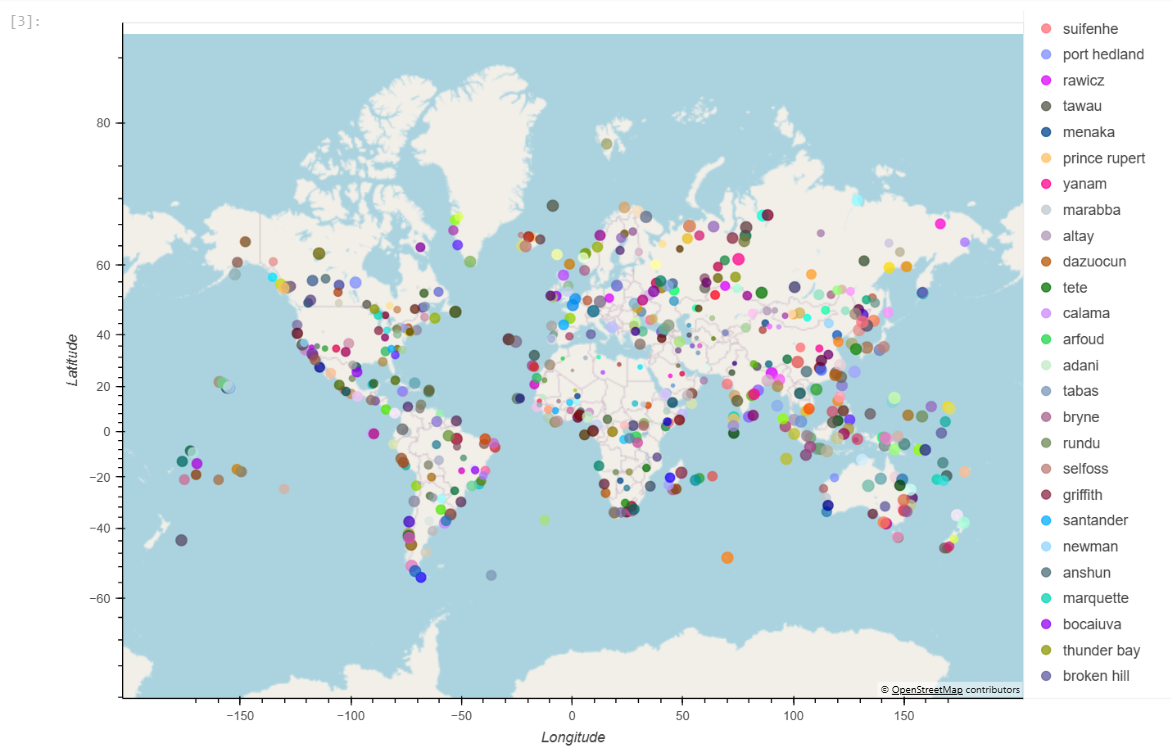 [3]:
80
60
40
20
0
−20
−40
−60
Latitude
−150
−100
−50
0
50
100
150
Longitude
© OpenStreetMap contributors
suifenhe
port hedland
rawicz
tawau
menaka
prince rupert
yanam
marabba
altay
dazuocun
tete
calama
arfoud
adani
tabas
bryne
rundu
selfoss
griffith
santander
newman
anshun
marquette
bocaiuva
thunder bay
broken hill